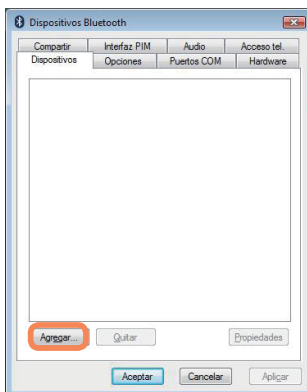 Dispositivos Bluetooth
Compartir Interfaz PIM Audio Acceso tel.
Dispositivos Opciones Puertos COM Hardware
Agregar... Quitar Propiedades
Aceptar Cancelar Aplicar